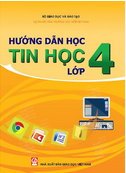 BỘ GIÁO DỤC VÀ ĐÀO TẠO
HƯỚNG DẪN HỌC
TIN HỌC 4
LỚP
NHÀ XUẤT BẢN GIÁO DỤC VIỆT NAM